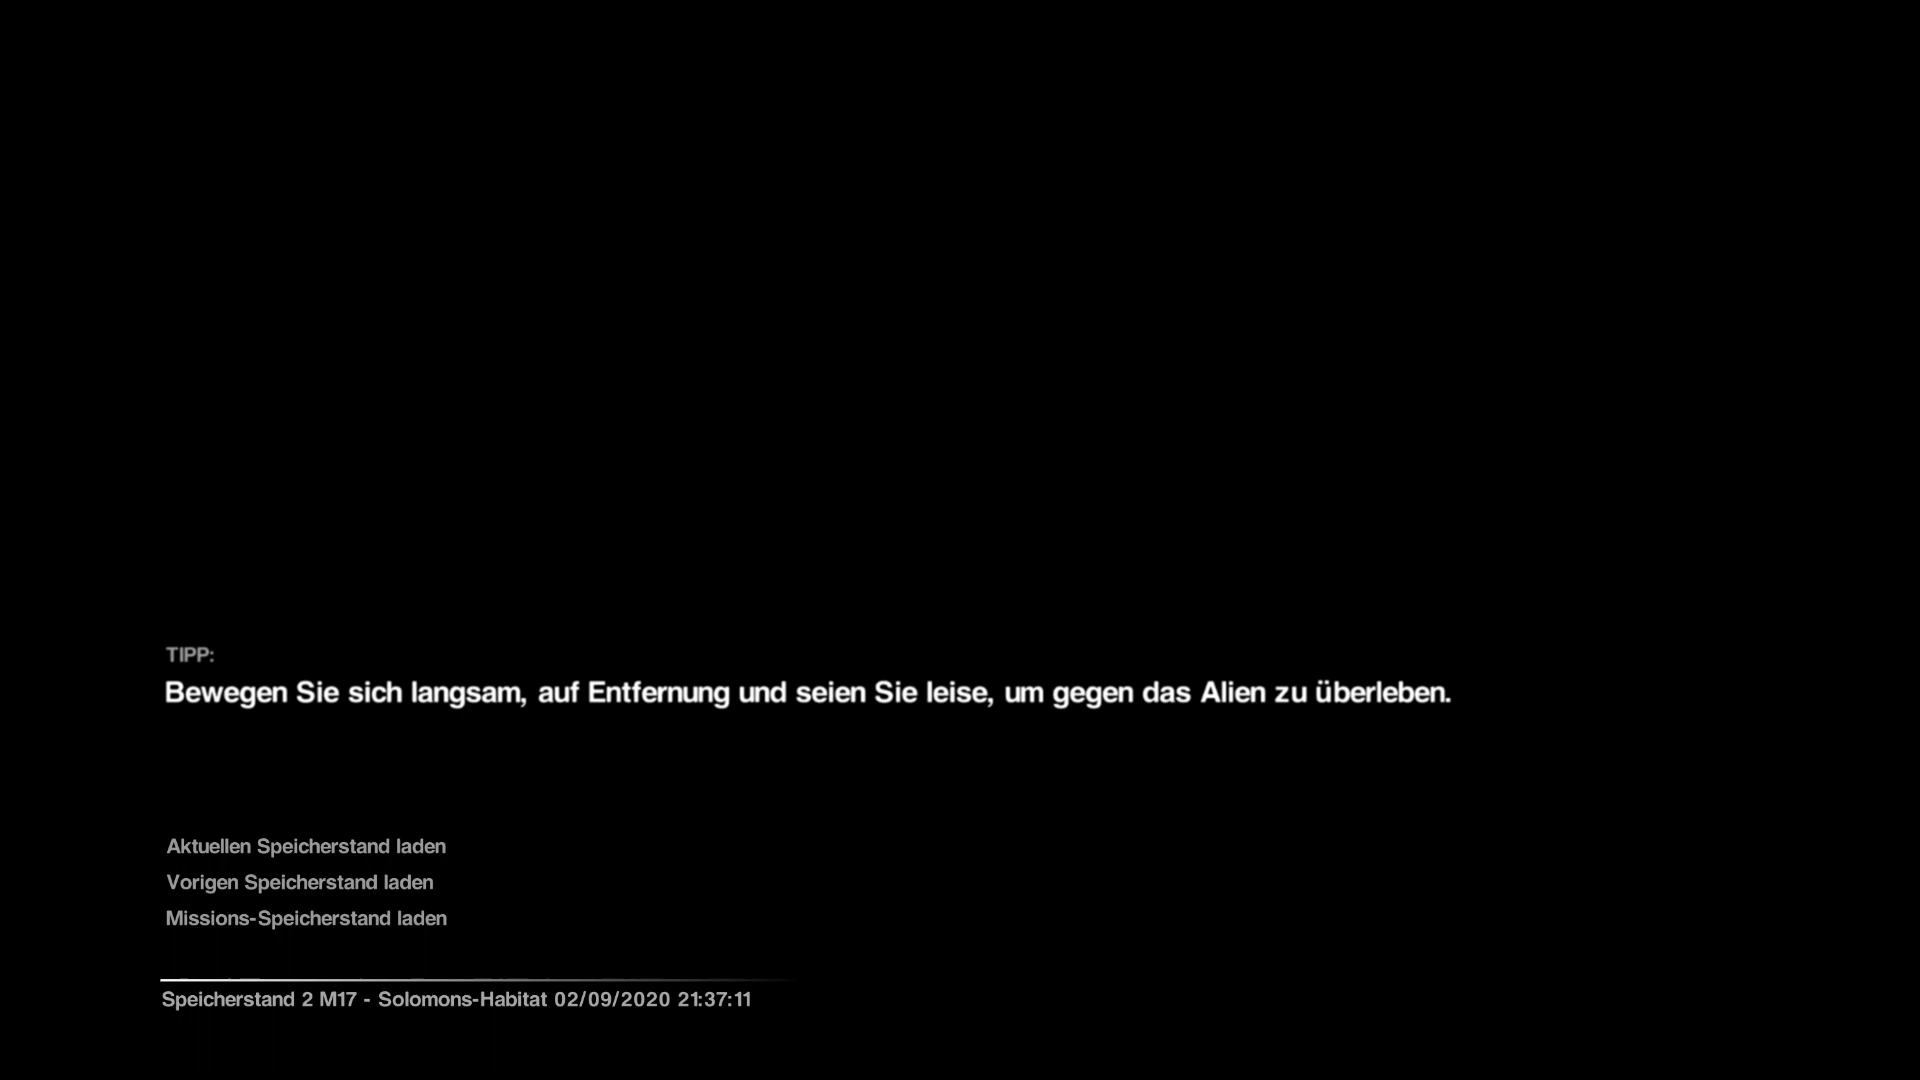 TIPP:
Bewegen Sie sich langsam, auf Entfernung und seien Sie leise, um gegen das Alien zu überleben.
Aktuellen Speicherstand laden
Vorigen Speicherstand laden
Missions-Speicherstand laden
Speicherstand 2 M17 - Solomons-Habitat 02/09/2020 21:37:11